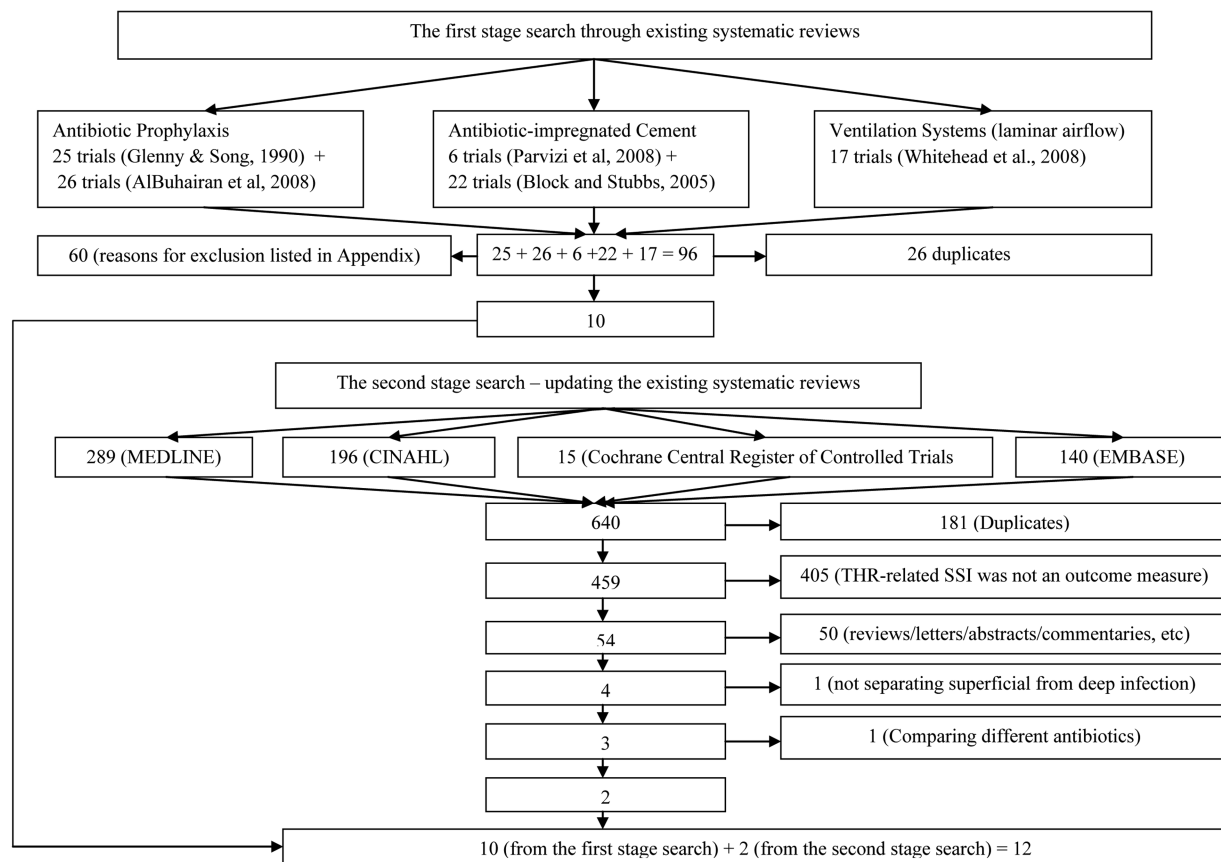 The first stage search through existing systematic reviews
Antibiotic Prophylaxis
25 trials (Glenny & Song, 1990) +
26 trials (AlBuhairan et al, 2008)
Antibiotic-impregnated Cement
6 trials (Parvizi et al, 2008) +
22 trials (Block and Stubbs, 2005)
Ventilation Systems (laminar airflow)
17 trials (Whitehead et al., 2008)
60 (reasons for exclusion listed in Appendix)
25 + 26 + 6 +22 + 17 = 96
26 duplicates
10
The second stage search – updating the existing systematic reviews
289 (MEDLINE)
196 (CINAHL)
15 (Cochrane Central Register of Controlled Trials
140 (EMBASE)
640
181 (Duplicates)
459
405 (THR-related SSI was not an outcome measure)
54
50 (reviews/letters/abstracts/commentaries, etc)
4
1 (not separating superficial from deep infection)
3
1 (Comparing different antibiotics)
2
10 (from the first stage search) + 2 (from the second stage search) = 12